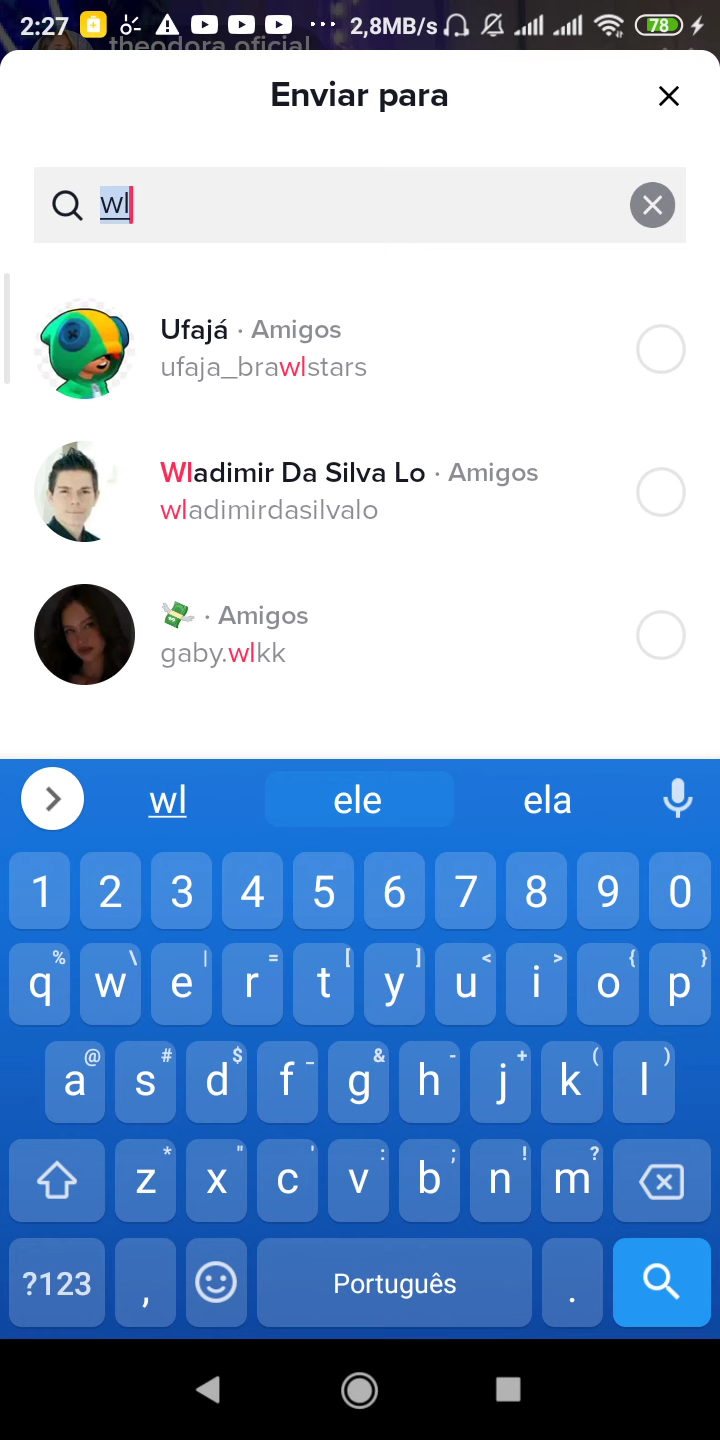 2:27 2,8MB/s 78
theodora oficial
Enviar para
wl
Ufajá · Amigos
ufaja_brawlstars
Wladimir Da Silva Lo · Amigos
wladimirdasilvalo
💸 · Amigos
gaby.wlkk
wl ele ela
1 2 3 4 5 6 7 8 9 0
% \ | = [ ] < > { }
q w e r t y u i o p
@ # $ _ & - + ( )
a s d f g h j k l
* " ' : ; ! ?
z x c v b n m
?123 , Português .